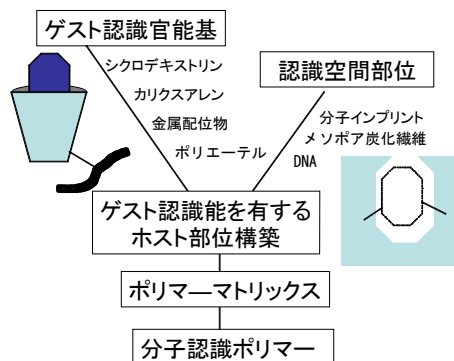 ゲスト認識官能基
シクロデキストリン
カリクスアレン
金属配位物
ポリエーテル
認識空間部位
分子インプリント
メソポア炭化繊維
DNA
ゲスト認識能を有する
ホスト部位構築
ポリマーマトリックス
分子認識ポリマー